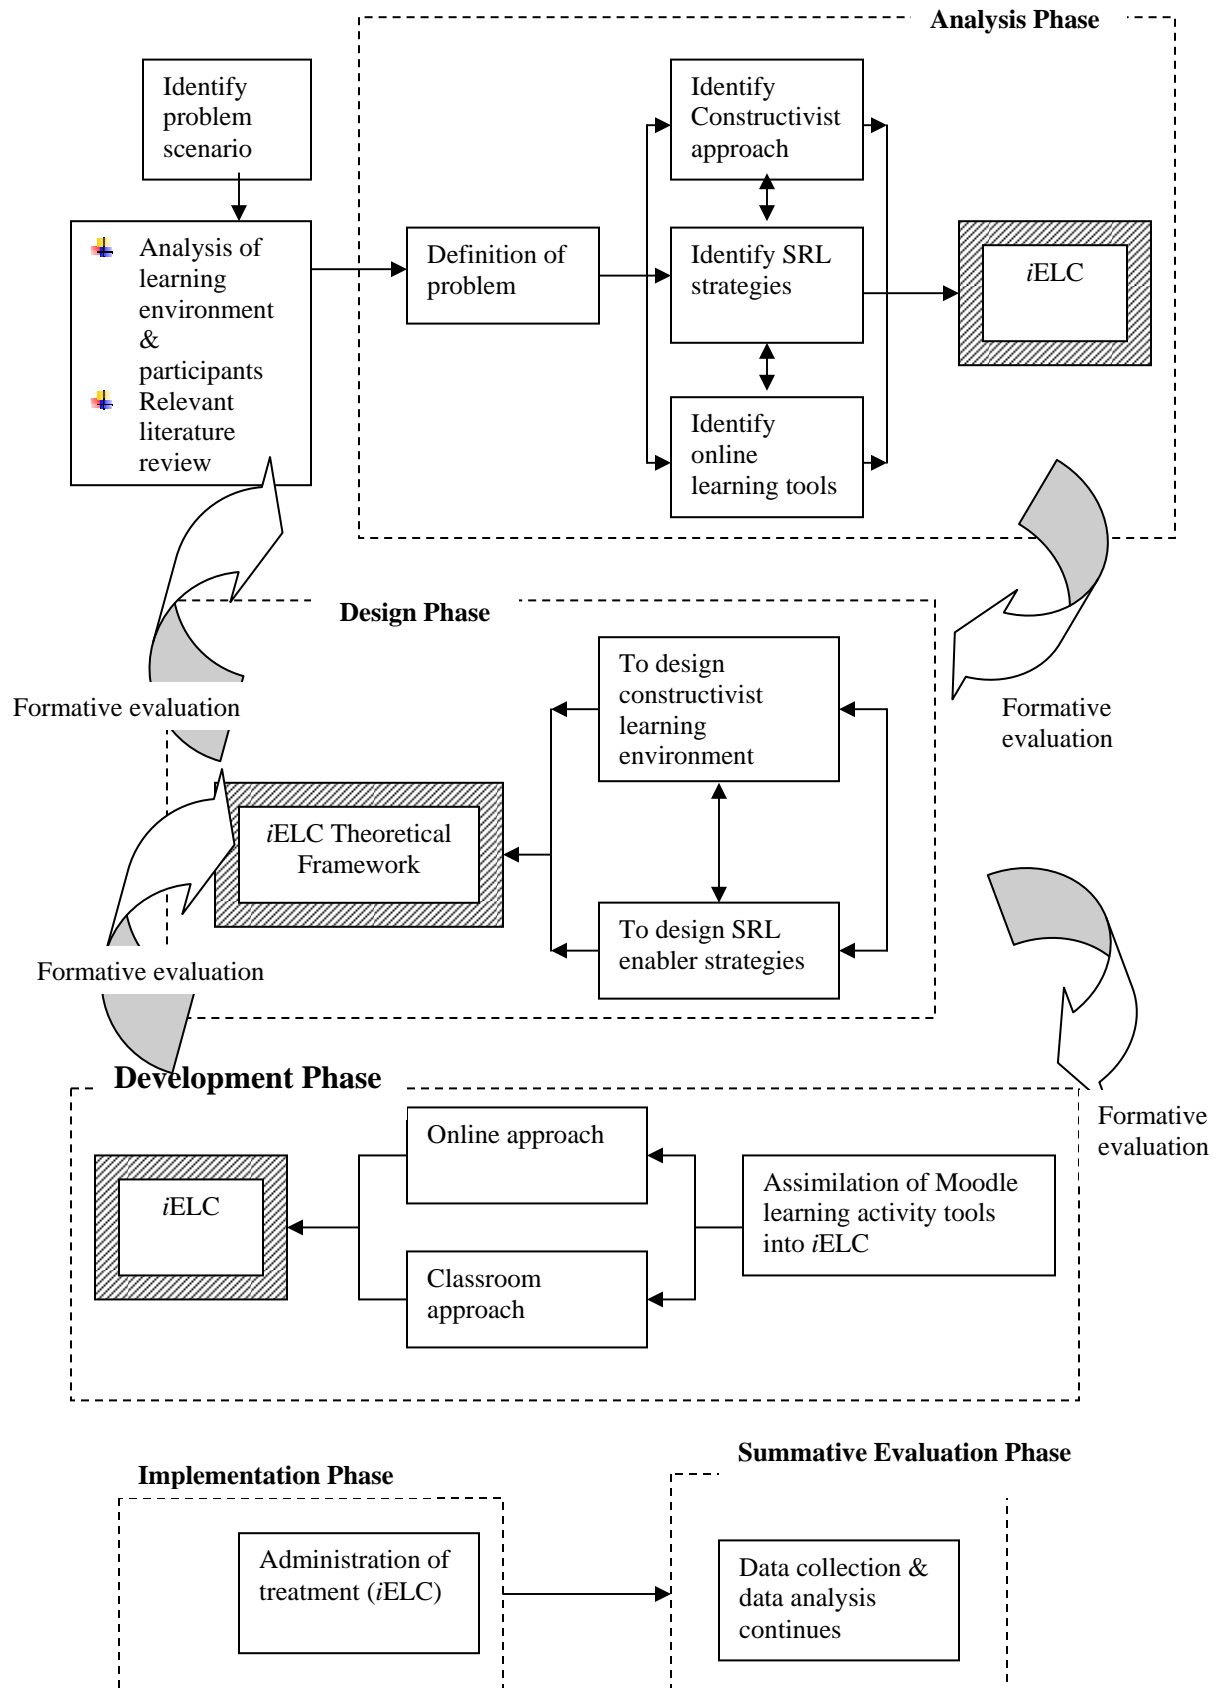 Analysis Phase
Identify
problem
scenario
Analysis of
learning
environment
&
participants
Relevant
literature
review
Definition of
problem
Identify
Constructivist
approach
Identify SRL
strategies
Identify
online
learning tools
iELC
Formative evaluation
Formative
evaluation
Design Phase
To design
constructivist
learning
environment
iELC Theoretical
Framework
To design SRL
enabler strategies
Formative evaluation
Formative
evaluation
Development Phase
Online approach
Assimilation of Moodle
learning activity tools
into iELC
iELC
Classroom
approach
Implementation Phase
Administration of
treatment (iELC)
Summative Evaluation Phase
Data collection &
data analysis
continues